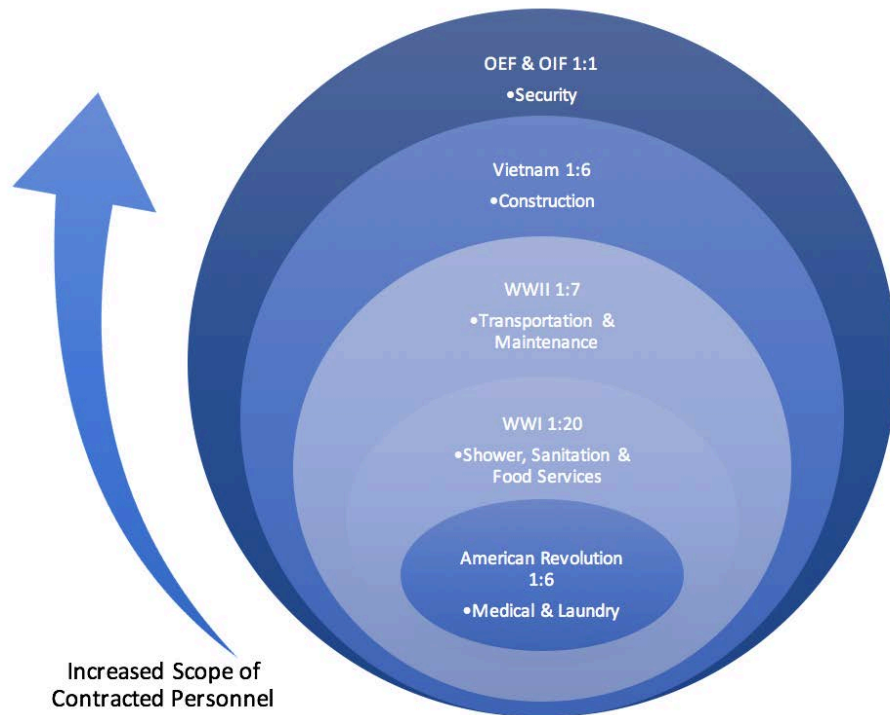 OEF & OIF 1:1
•Security
Vietnam 1:6
•Construction
WWII 1:7
•Transportation &
Maintenance
WWI 1:20
•Shower, Sanitation &
Food Services
American Revolution
1:6
•Medical & Laundry
Increased Scope of
Contracted Personnel